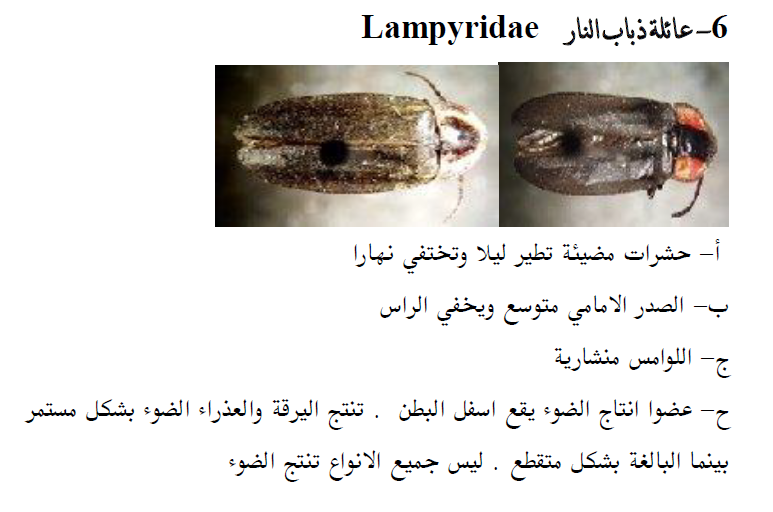 6- عائلة ذباب النار Lampyridae
أ- حشرات مضيئة تطير ليلا وتختفي نهارا
ب- الصدر الامامي متوسع ويخفي الراس
ج- اللوامس منشارية
ح- عضوا انتاج الضوء يقع اسفل البطن . تنتج اليرقة والعذراء الضوء بشكل مستمر
بينما البالغة بشكل متقطع . ليس جميع الانواع تنتج الضوء